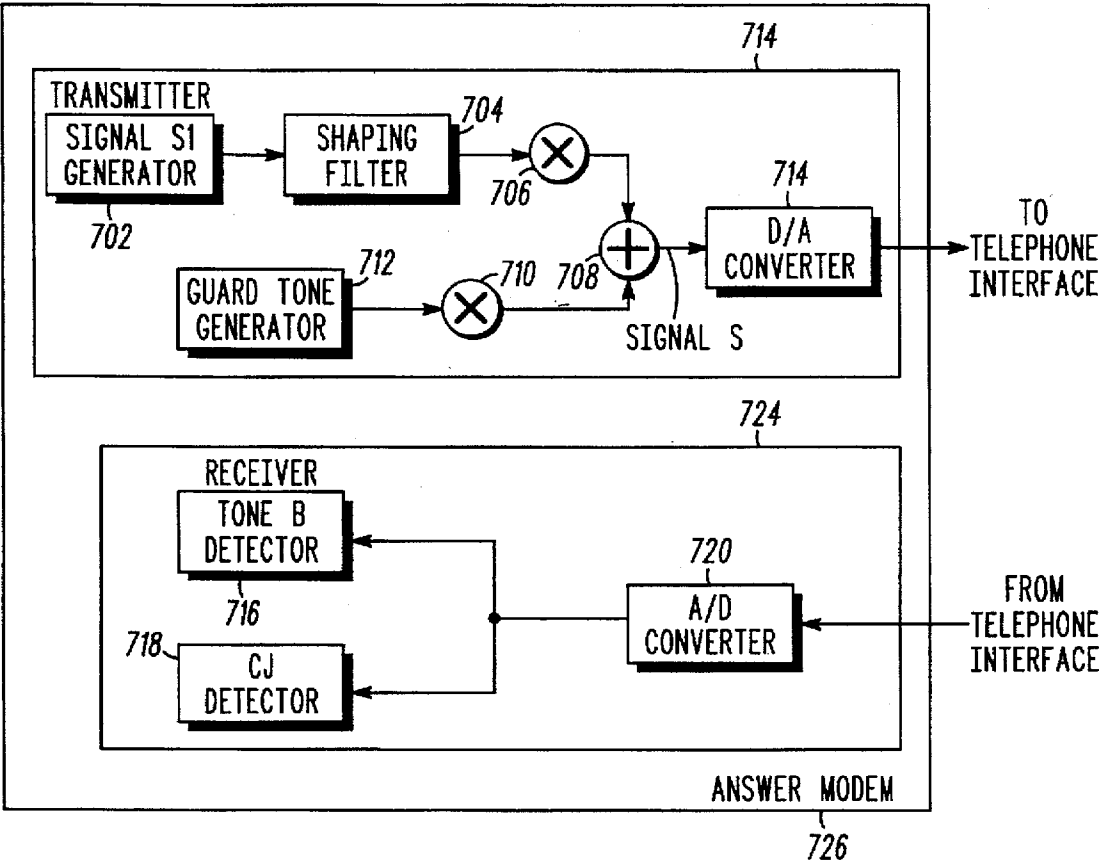 714
TRANSMITTER
SIGNAL S1
GENERATOR
702
SHAPING
FILTER
704
706
714
D/A
CONVERTER
TO
TELEPHONE
INTERFACE
GUARD TONE
GENERATOR
712
710
708
SIGNAL S
724
RECEIVER
TONE B
DETECTOR
716
718
CJ
DETECTOR
720
A/D
CONVERTER
FROM
TELEPHONE
INTERFACE
ANSWER MODEM
726